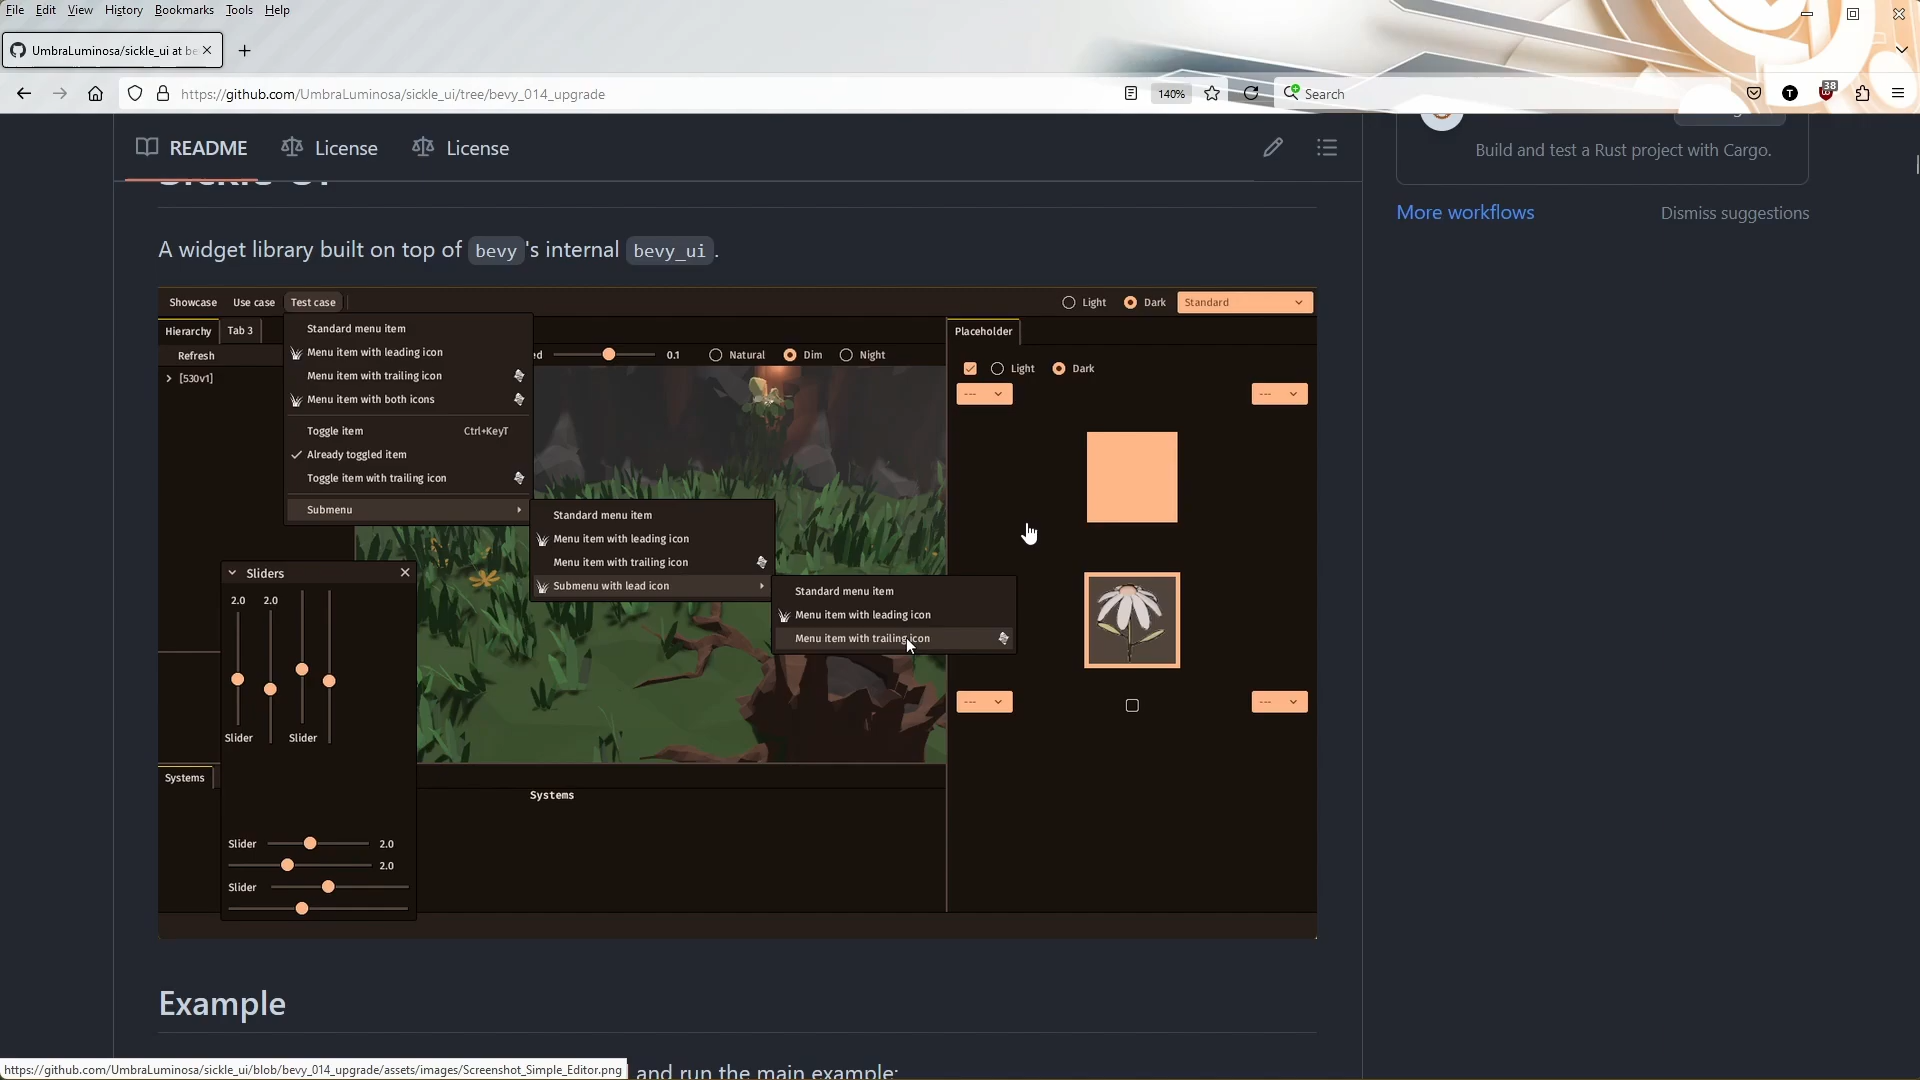 File Edit View History Bookmarks Tools Help
UmbraLuminosa/sickle_ui at be
https://github.com/UmbraLuminosa/sickle_ui/tree/bevy_014_upgrade
140%
Search
T
38
README
License
License
Build and test a Rust project with Cargo.
More workflows
Dismiss suggestions
A widget library built on top of bevy's internal bevy_ui.
Showcase Use case Test case
Light Dark Standard
Hierarchy Tab 3
Refresh
[530v1]
Standard menu item
Menu item with leading icon
Menu item with trailing icon
Menu item with both icons
Toggle item Ctrl+KeyT
Already toggled item
Toggle item with trailing icon
Submenu
ed 0.1 Natural Dim Night
Standard menu item
Menu item with leading icon
Menu item with trailing icon
Submenu with lead icon
Standard menu item
Menu item with leading icon
Menu item with trailing icon
Placeholder
Light Dark
--- ---
--- ---
Sliders
2.0 2.0
Slider Slider
Slider 2.0
2.0
Slider
Systems
Systems
Example
and run the main example:
https://github.com/UmbraLuminosa/sickle_ui/blob/bevy_014_upgrade/assets/images/Screenshot_Simple_Editor.png